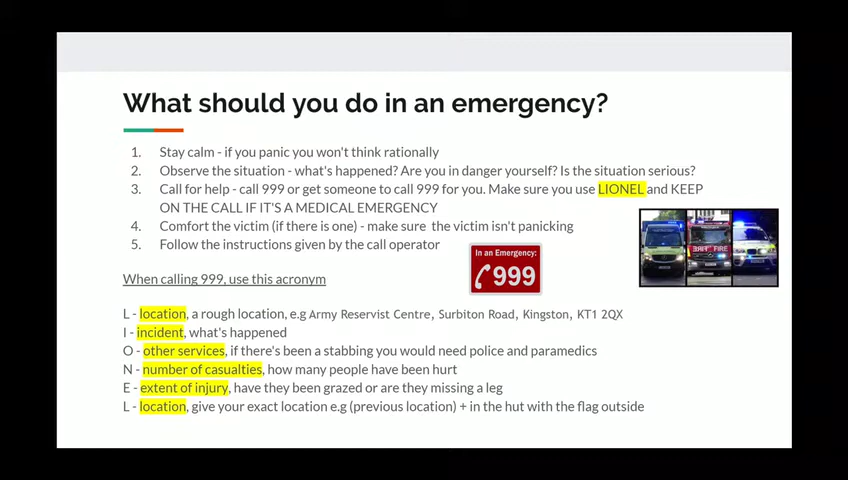 What should you do in an emergency?
1. Stay calm - if you panic you won't think rationally
2. Observe the situation - what's happened? Are you in danger yourself? Is the situation serious?
3. Call for help - call 999 or get someone to call 999 for you. Make sure you use LIONEL and KEEP
ON THE CALL IF IT'S A MEDICAL EMERGENCY
4. Comfort the victim (if there is one) - make sure the victim isn't panicking
5. Follow the instructions given by the call operator
In an Emergency:
999
FIRE
When calling 999, use this acronym
L - location, a rough location, e.g Army Reservist Centre, Surbiton Road, Kingston, KT1 2QX
I - incident, what's happened
O - other services, if there's been a stabbing you would need police and paramedics
N - number of casualties, how many people have been hurt
E - extent of injury, have they been grazed or are they missing a leg
L - location, give your exact location e.g (previous location) + in the hut with the flag outside